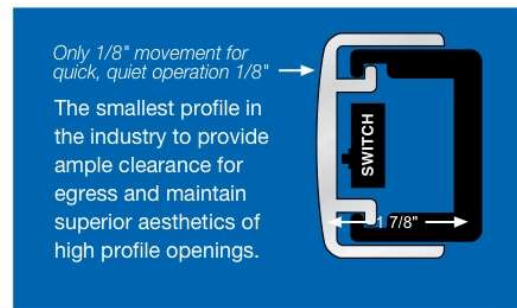 Only 1/8" movement for
quick, quiet operation 1/8"
The smallest profile in
the industry to provide
ample clearance for
egress and maintain
superior aesthetics of
high profile openings.
SWITCH
1 7/8"